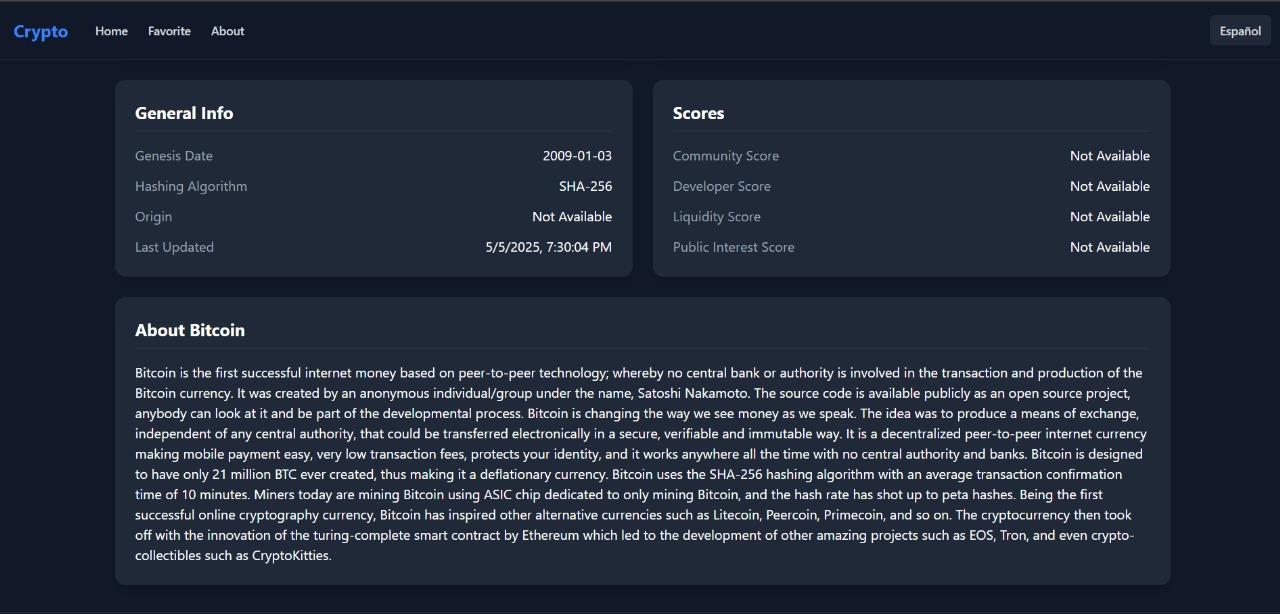 Crypto Home Favorite About Español
General Info
Genesis Date 2009-01-03
Hashing Algorithm SHA-256
Origin Not Available
Last Updated 5/5/2025, 7:30:04 PM
Scores
Community Score Not Available
Developer Score Not Available
Liquidity Score Not Available
Public Interest Score Not Available
About Bitcoin
Bitcoin is the first successful internet money based on peer-to-peer technology; whereby no central bank or authority is involved in the transaction and production of the
Bitcoin currency. It was created by an anonymous individual/group under the name, Satoshi Nakamoto. The source code is available publicly as an open source project,
anybody can look at it and be part of the developmental process. Bitcoin is changing the way we see money as we speak. The idea was to produce a means of exchange,
independent of any central authority, that could be transferred electronically in a secure, verifiable and immutable way. It is a decentralized peer-to-peer internet currency
making mobile payment easy, very low transaction fees, protects your identity, and it works anywhere all the time with no central authority and banks. Bitcoin is designed
to have only 21 million BTC ever created, thus making it a deflationary currency. Bitcoin uses the SHA-256 hashing algorithm with an average transaction confirmation
time of 10 minutes. Miners today are mining Bitcoin using ASIC chip dedicated to only mining Bitcoin, and the hash rate has shot up to peta hashes. Being the first
successful online cryptography currency, Bitcoin has inspired other alternative currencies such as Litecoin, Peercoin, Primecoin, and so on. The cryptocurrency then took
off with the innovation of the turing-complete smart contract by Ethereum which led to the development of other amazing projects such as EOS, Tron, and even crypto-
collectibles such as CryptoKitties.